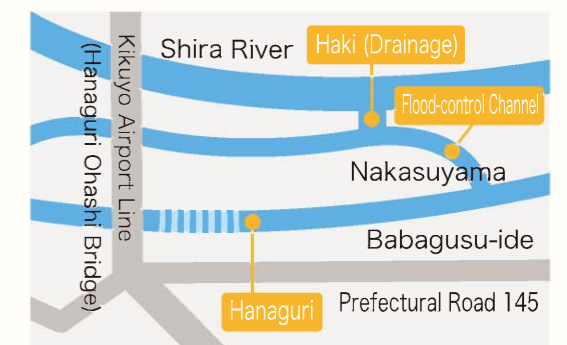 Shira River
Haki (Drainage)
Flood-control Channel
Kikuyo Airport Line
(Hanaguri Ohashi Bridge)
Nakasuyama
Babagusu-ide
Hanaguri
Prefectural Road 145